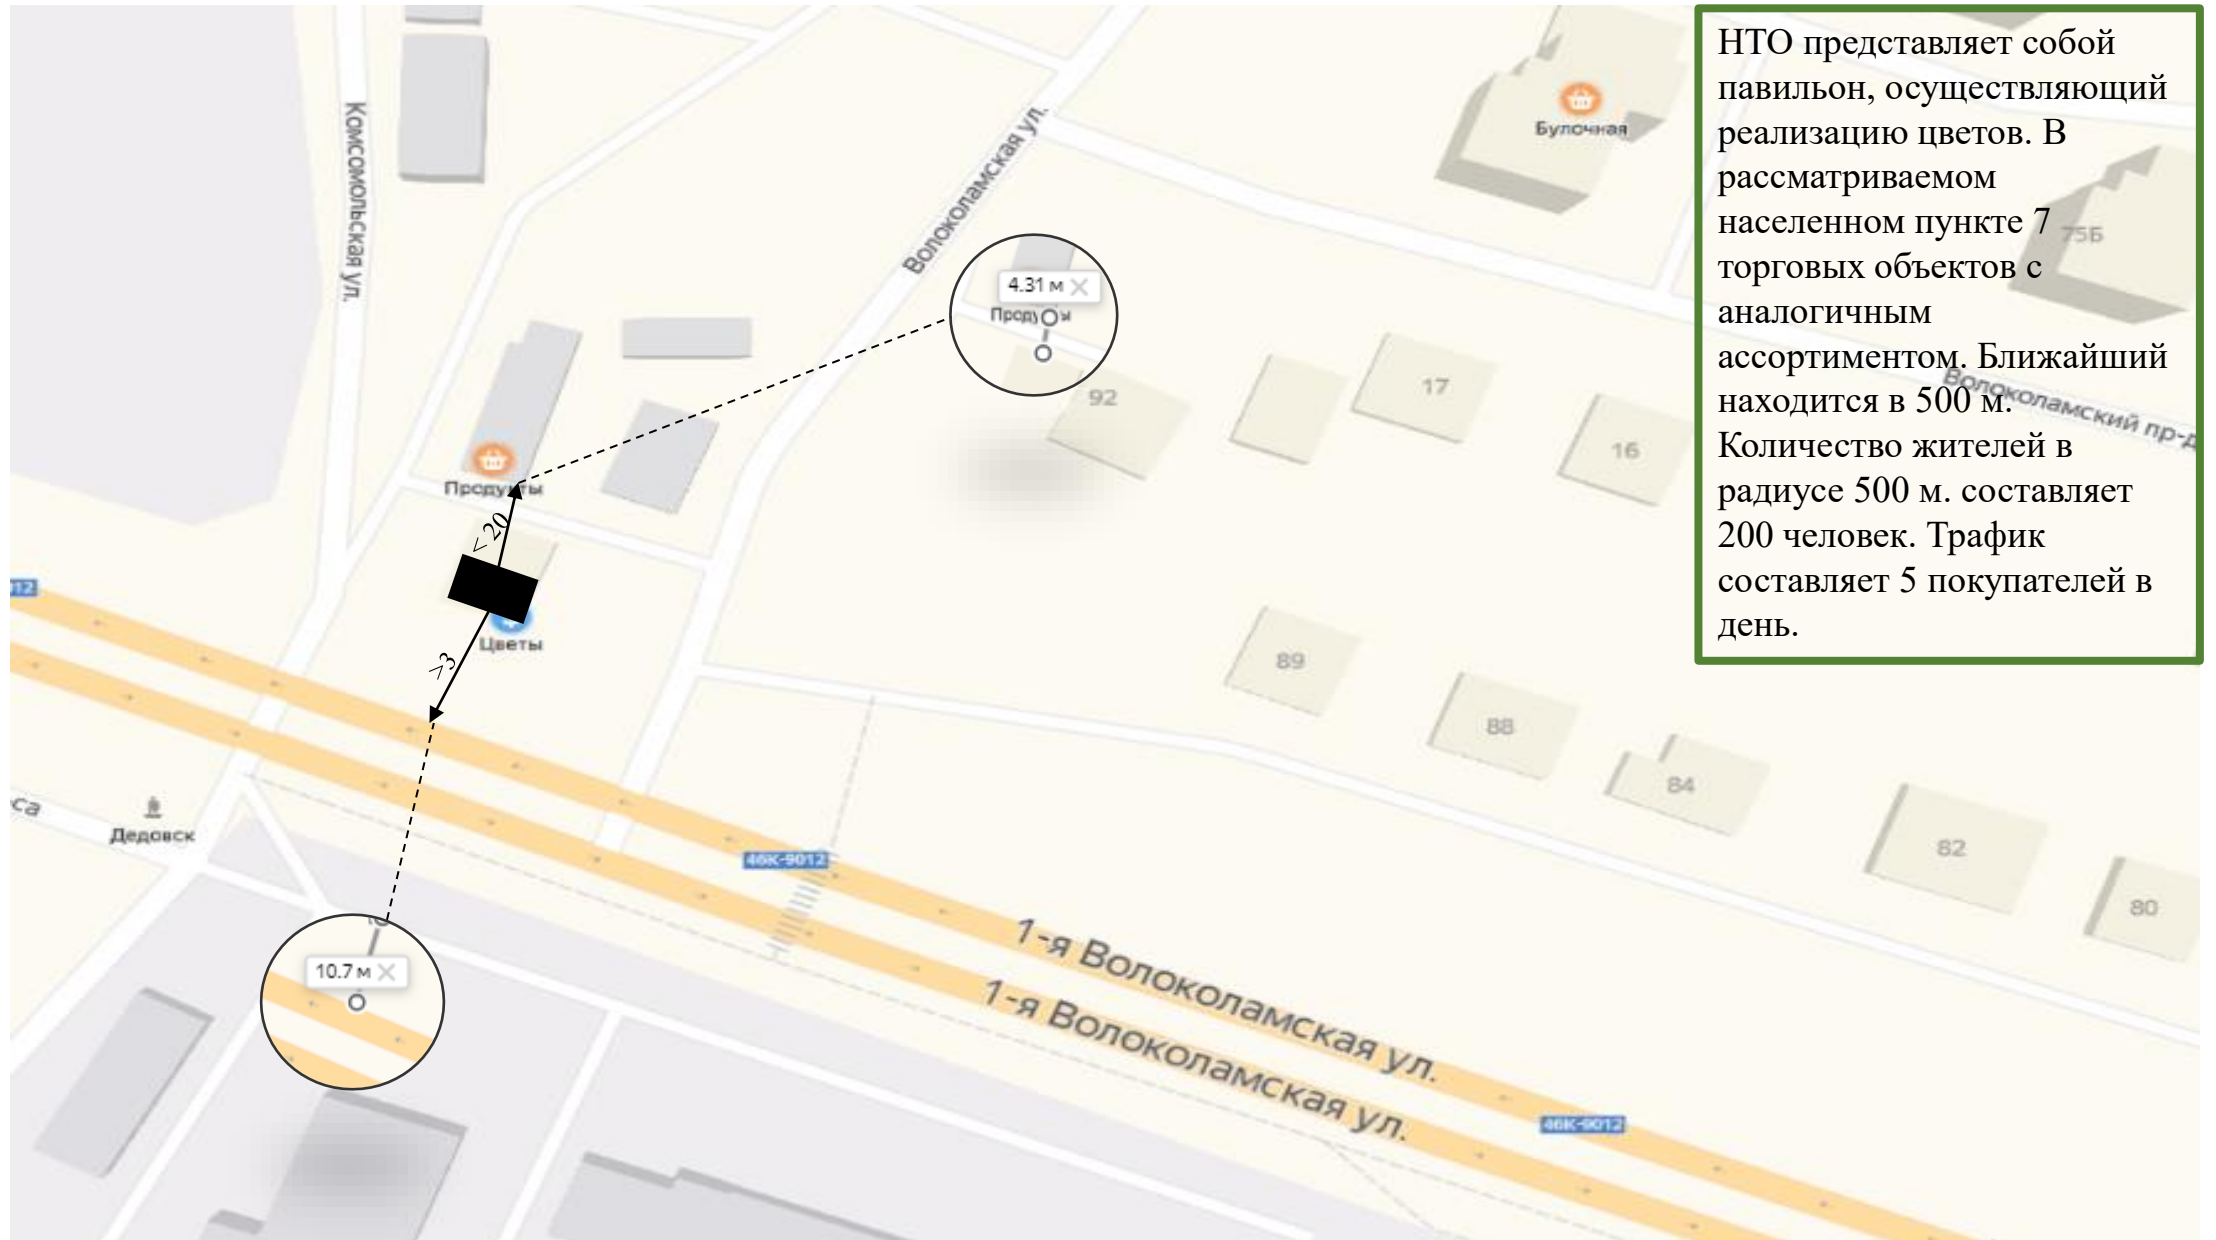 НТО представляет собой
павильон, осуществляющий
реализацию цветов. В
рассматриваемом
населенном пункте 7
торговых объектов с
аналогичным
ассортиментом. Ближайший
находится в 500 м.
Количество жителей в
радиусе 500 м. составляет
200 человек. Трафик
составляет 5 покупателей в
день.
Комсомольская ул.
Волоколамская ул.
Булочная
75Б
4.31 м
Продукты
92
17
16
Волоколамский пр-д
Продукты
<20
12
>3
Цветы
89
88
84
82
80
са
Дедовск
46К-9012
10.7 м
1-я Волоколамская ул.
1-я Волоколамская ул.
46К-9012